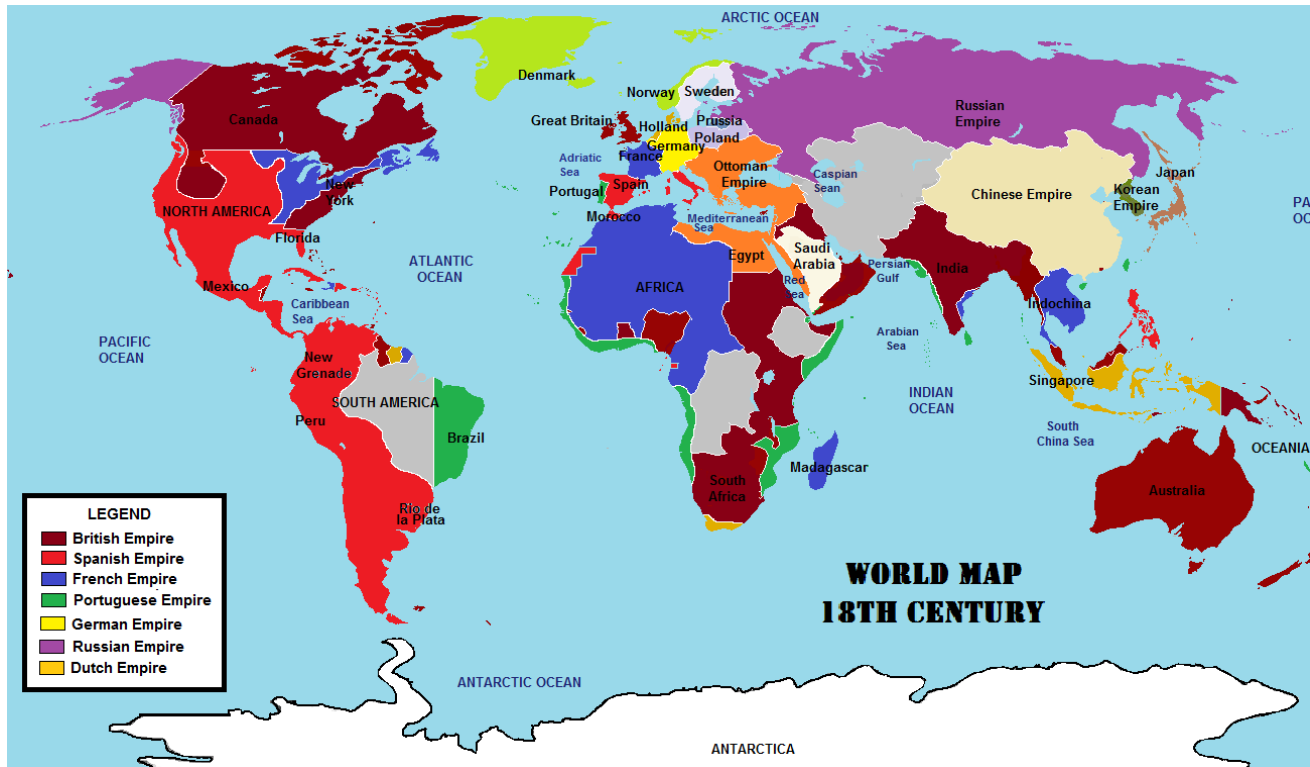 ARCTIC OCEAN
Denmark
Norway
Sweden
Russian
Empire
Canada
Great Britain
Holland
Prussia
Poland
Germany
France
Adriatic
Sea
Ottoman
Empire
Caspian
Sean
Chinese Empire
Korean
Empire
Japan
PA
OC
New
York
Portugal
Spain
NORTH AMERICA
Morocco
Mediterranean
Sea
Florida
Egypt
Saudi
Arabia
Persian
Gulf
India
ATLANTIC
OCEAN
Mexico
AFRICA
Red
Sea
Indochina
Caribbean
Sea
Arabian
Sea
PACIFIC
OCEAN
New
Grenade
Singapore
INDIAN
OCEAN
SOUTH AMERICA
Peru
Brazil
South
China Sea
OCEANIA
Madagascar
South
Africa
Australia
Rio de
la Plata
LEGEND
British Empire
Spanish Empire
French Empire
Portuguese Empire
German Empire
Russian Empire
Dutch Empire
WORLD MAP
18TH CENTURY
ANTARCTIC OCEAN
ANTARCTICA